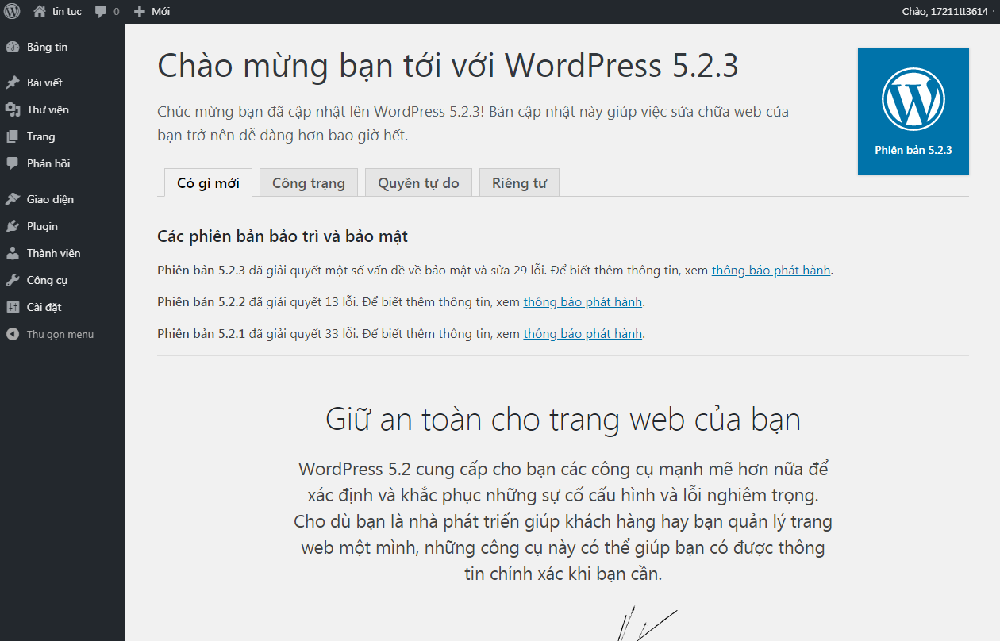 tin tuc 0 Mới Chào, 17211tt3614
Bảng tin
Bài viết
Thư viện
Trang
Phản hồi
Giao diện
Plugin
Thành viên
Công cụ
Cài đặt
Thu gọn menu
Chào mừng bạn tới với WordPress 5.2.3
Chúc mừng bạn đã cập nhật lên WordPress 5.2.3! Bản cập nhật này giúp việc sửa chữa web của
bạn trở nên dễ dàng hơn bao giờ hết.
Phiên bản 5.2.3
Có gì mới Công trạng Quyền tự do Riêng tư
Các phiên bản bảo trì và bảo mật
Phiên bản 5.2.3 đã giải quyết một số vấn đề về bảo mật và sửa 29 lỗi. Để biết thêm thông tin, xem thông báo phát hành.
Phiên bản 5.2.2 đã giải quyết 13 lỗi. Để biết thêm thông tin, xem thông báo phát hành.
Phiên bản 5.2.1 đã giải quyết 33 lỗi. Để biết thêm thông tin, xem thông báo phát hành.
Giữ an toàn cho trang web của bạn
WordPress 5.2 cung cấp cho bạn các công cụ mạnh mẽ hơn nữa để
xác định và khắc phục những sự cố cấu hình và lỗi nghiêm trọng.
Cho dù bạn là nhà phát triển giúp khách hàng hay bạn quản lý trang
web một mình, những công cụ này có thể giúp bạn có được thông
tin chính xác khi bạn cần.